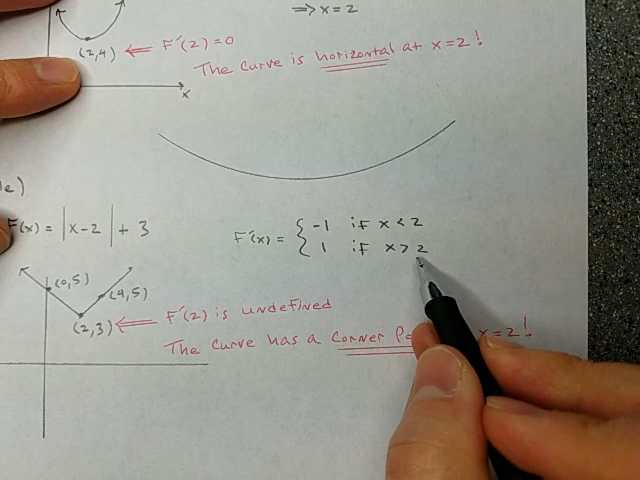 ⇒ x = 2
(2,4) ⇐ F'(2) = 0
The curve is horizontal at x = 2!
x
F(x) = |x-2| + 3
F'(x) = { -1 if x < 2
1 if x > 2
(0,5)
(4,5)
(2,3) ⇐ F'(2) is undefined
The curve has a corner x = 2!